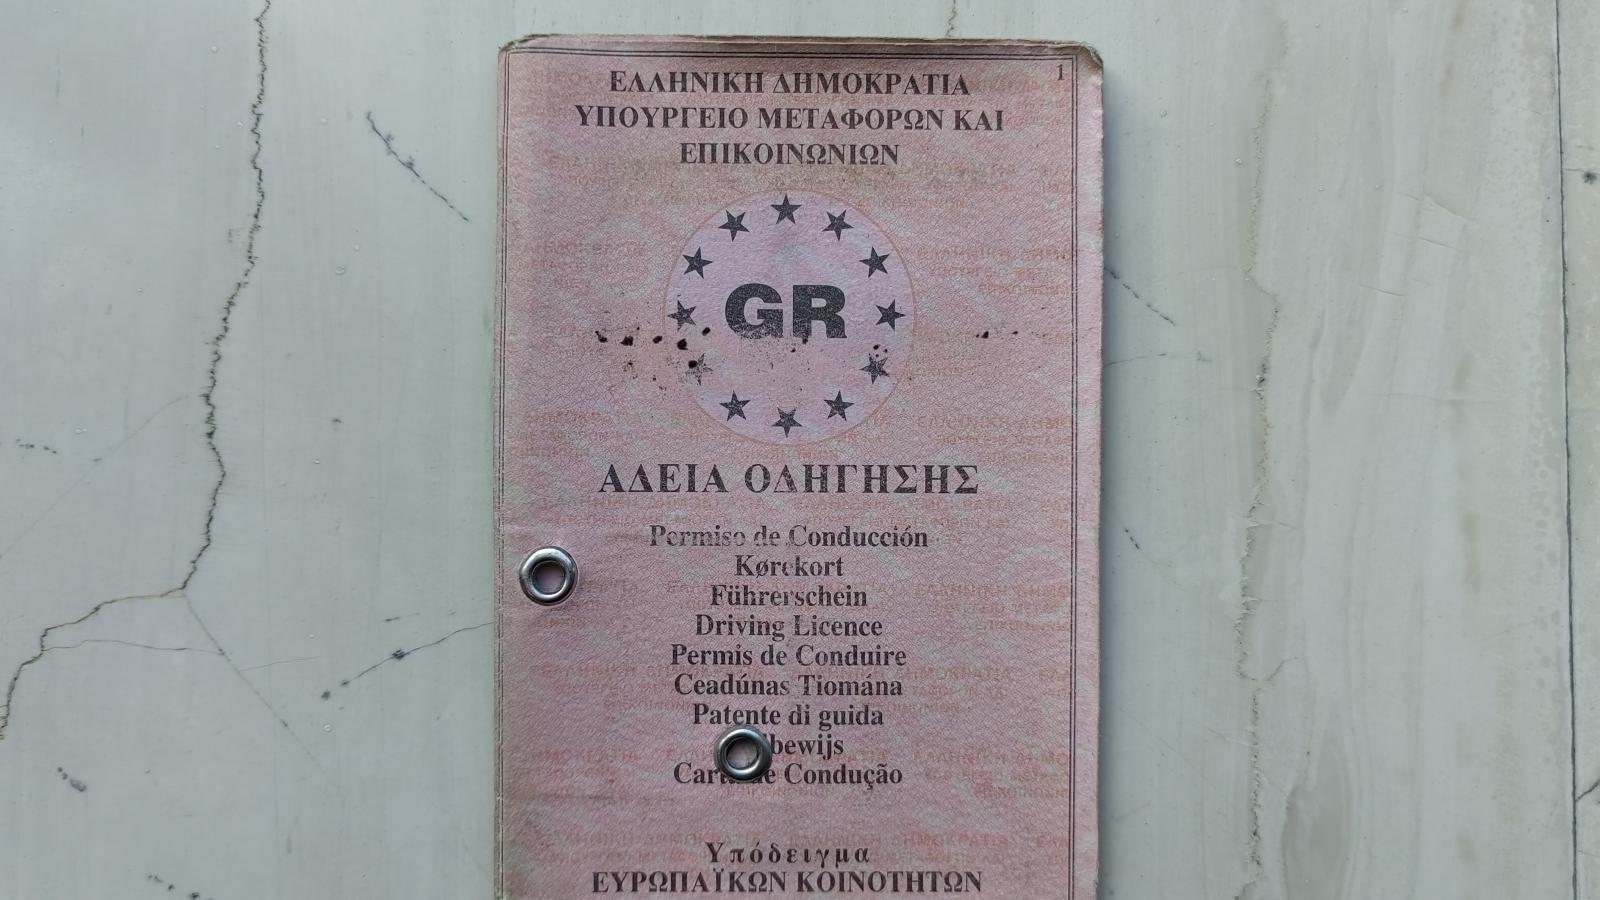 1
ΕΛΛΗΝΙΚΗ ΔΗΜΟΚΡΑΤΙΑ
ΥΠΟΥΡΓΕΙΟ ΜΕΤΑΦΟΡΩΝ ΚΑΙ
ΕΠΙΚΟΙΝΩΝΙΩΝ
GR
ΑΔΕΙΑ ΟΔΗΓΗΣΗΣ
Permiso de Conducción
Kørekort
Führerschein
Driving Licence
Permis de Conduire
Ceadúnas Tiomána
Patente di guida
de Condução
Υπόδειγμα
ΕΥΡΩΠΑΪΚΩΝ ΚΟΙΝΟΤΗΤΩΝ